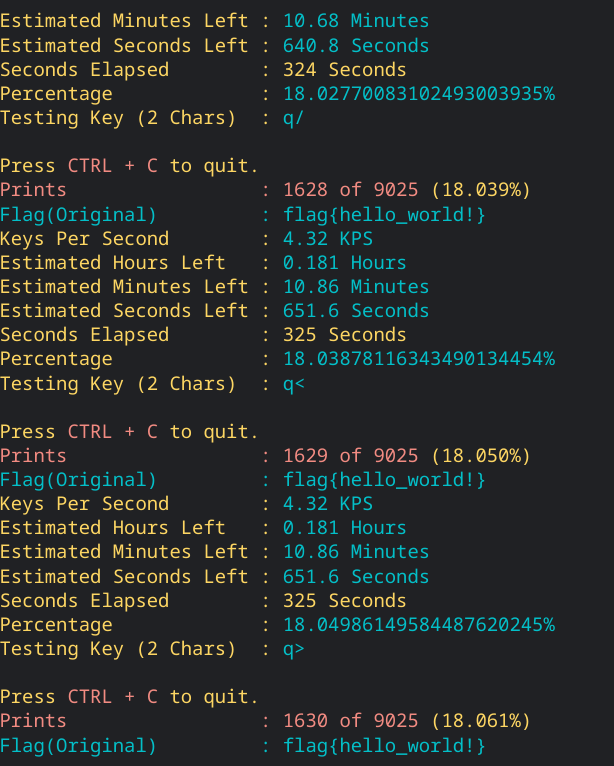 Estimated Minutes Left : 10.68 Minutes
Estimated Seconds Left : 640.8 Seconds
Seconds Elapsed        : 324 Seconds
Percentage             : 18.02770083102493003935%
Testing Key (2 Chars)  : q/

Press CTRL + C to quit.
Prints                 : 1628 of 9025 (18.039%)
Flag(Original)         : flag{hello_world!}
Keys Per Second        : 4.32 KPS
Estimated Hours Left   : 0.181 Hours
Estimated Minutes Left : 10.86 Minutes
Estimated Seconds Left : 651.6 Seconds
Seconds Elapsed        : 325 Seconds
Percentage             : 18.03878116343490134454%
Testing Key (2 Chars)  : q<

Press CTRL + C to quit.
Prints                 : 1629 of 9025 (18.050%)
Flag(Original)         : flag{hello_world!}
Keys Per Second        : 4.32 KPS
Estimated Hours Left   : 0.181 Hours
Estimated Minutes Left : 10.86 Minutes
Estimated Seconds Left : 651.6 Seconds
Seconds Elapsed        : 325 Seconds
Percentage             : 18.04986149584487620245%
Testing Key (2 Chars)  : q>

Press CTRL + C to quit.
Prints                 : 1630 of 9025 (18.061%)
Flag(Original)         : flag{hello_world!}